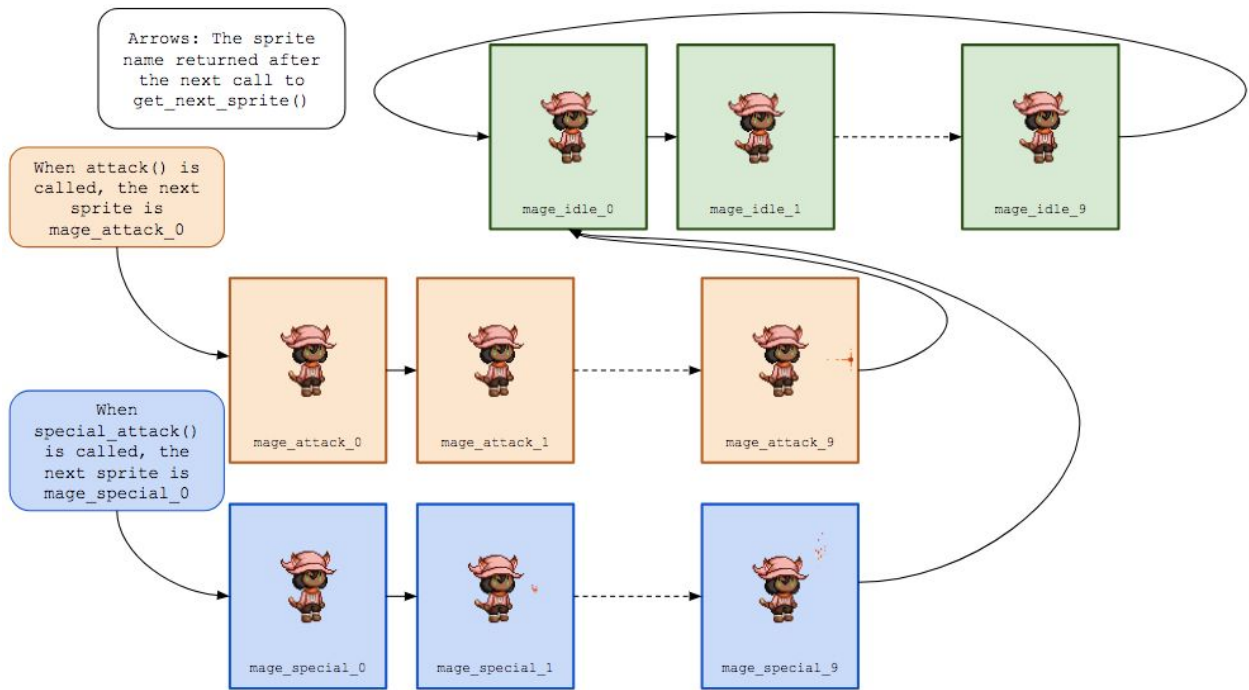 Arrows: The sprite
name returned after
the next call to
get_next_sprite()
mage_idle_0
mage_idle_1
mage_idle_9
When attack() is
called, the next
sprite is
mage_attack_0
mage_attack_0
mage_attack_1
mage_attack_9
When
special_attack()
is called, the
next sprite is
mage_special_0
mage_special_0
mage_special_1
mage_special_9